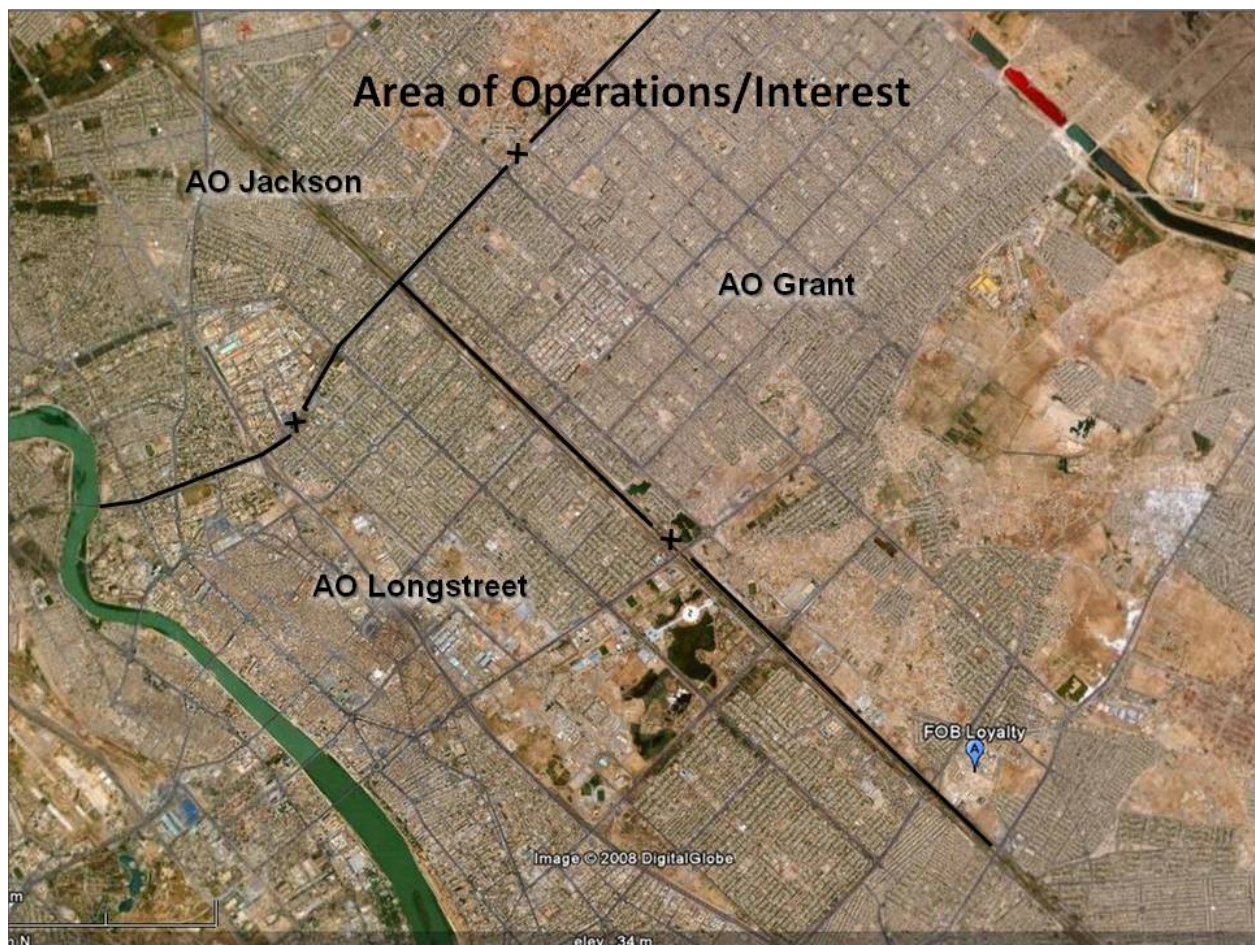 Area of Operations/Interest
AO Jackson
AO Grant
AO Longstreet
FOB Loyalty
A
Image © 2008 DigitalGlobe
m
N
elev 34 m